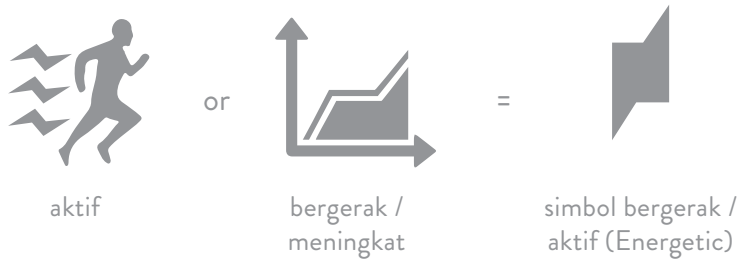 or
=
aktif
bergerak /
meningkat
simbol bergerak /
aktif (Energetic)